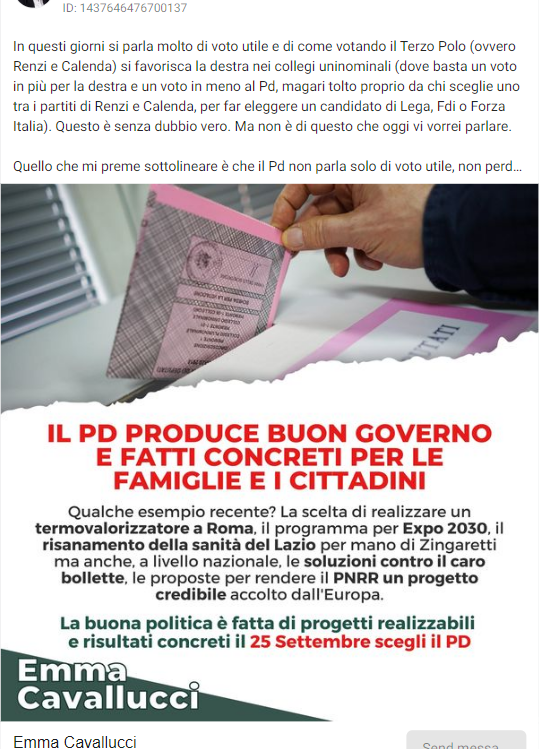 ID: 1437646476700137
In questi giorni si parla molto di voto utile e di come votando il Terzo Polo (ovvero
Renzi e Calenda) si favorisca la destra nei collegi uninominali (dove basta un voto
in più per la destra e un voto in meno al Pd, magari tolto proprio da chi sceglie uno
tra i partiti di Renzi e Calenda, per far eleggere un candidato di Lega, Fdi o Forza
Italia). Questo è senza dubbio vero. Ma non è di questo che oggi vi vorrei parlare.
Quello che mi preme sottolineare è che il Pd non parla solo di voto utile, non perd...
IL PD PRODUCE BUON GOVERNO
E FATTI CONCRETI PER LE
FAMIGLIE E I CITTADINI
Qualche esempio recente? La scelta di realizzare un
termovalorizzatore a Roma, il programma per Expo 2030, il
risanamento della sanità del Lazio per mano di Zingaretti
ma anche, a livello nazionale, le soluzioni contro il caro
bollette, le proposte per rendere il PNRR un progetto
credibile accolto dall'Europa.
La buona politica è fatta di progetti realizzabili
e risultati concreti il 25 Settembre scegli il PD
Emma
Cavallucci
Emma Cavallucci
Send messa...